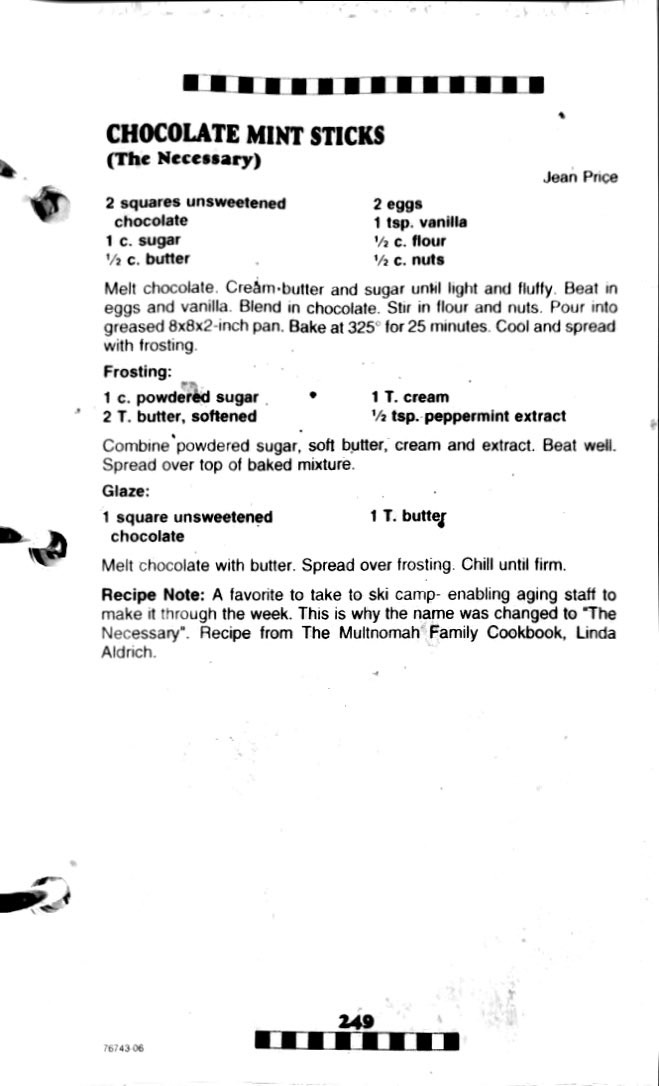 CHOCOLATE MINT STICKS
(The Necessary)
Jean Price
2 squares unsweetened
chocolate
1 c. sugar
½ c. butter
2 eggs
1 tsp. vanilla
½ c. flour
½ c. nuts
Melt chocolate. Cream butter and sugar until light and fluffy. Beat in
eggs and vanilla. Blend in chocolate. Stir in flour and nuts. Pour into
greased 8x8x2-inch pan. Bake at 325° for 25 minutes. Cool and spread
with frosting.
Frosting:
1 c. powdered sugar
2 T. butter, softened
1 T. cream
½ tsp. peppermint extract
Combine powdered sugar, soft butter, cream and extract. Beat well.
Spread over top of baked mixture.
Glaze:
1 square unsweetened
chocolate
1 T. butter
Melt chocolate with butter. Spread over frosting. Chill until firm.
Recipe Note: A favorite to take to ski camp- enabling aging staff to
make it through the week. This is why the name was changed to "The
Necessary". Recipe from The Multnomah Family Cookbook, Linda
Aldrich.
249
76743-06